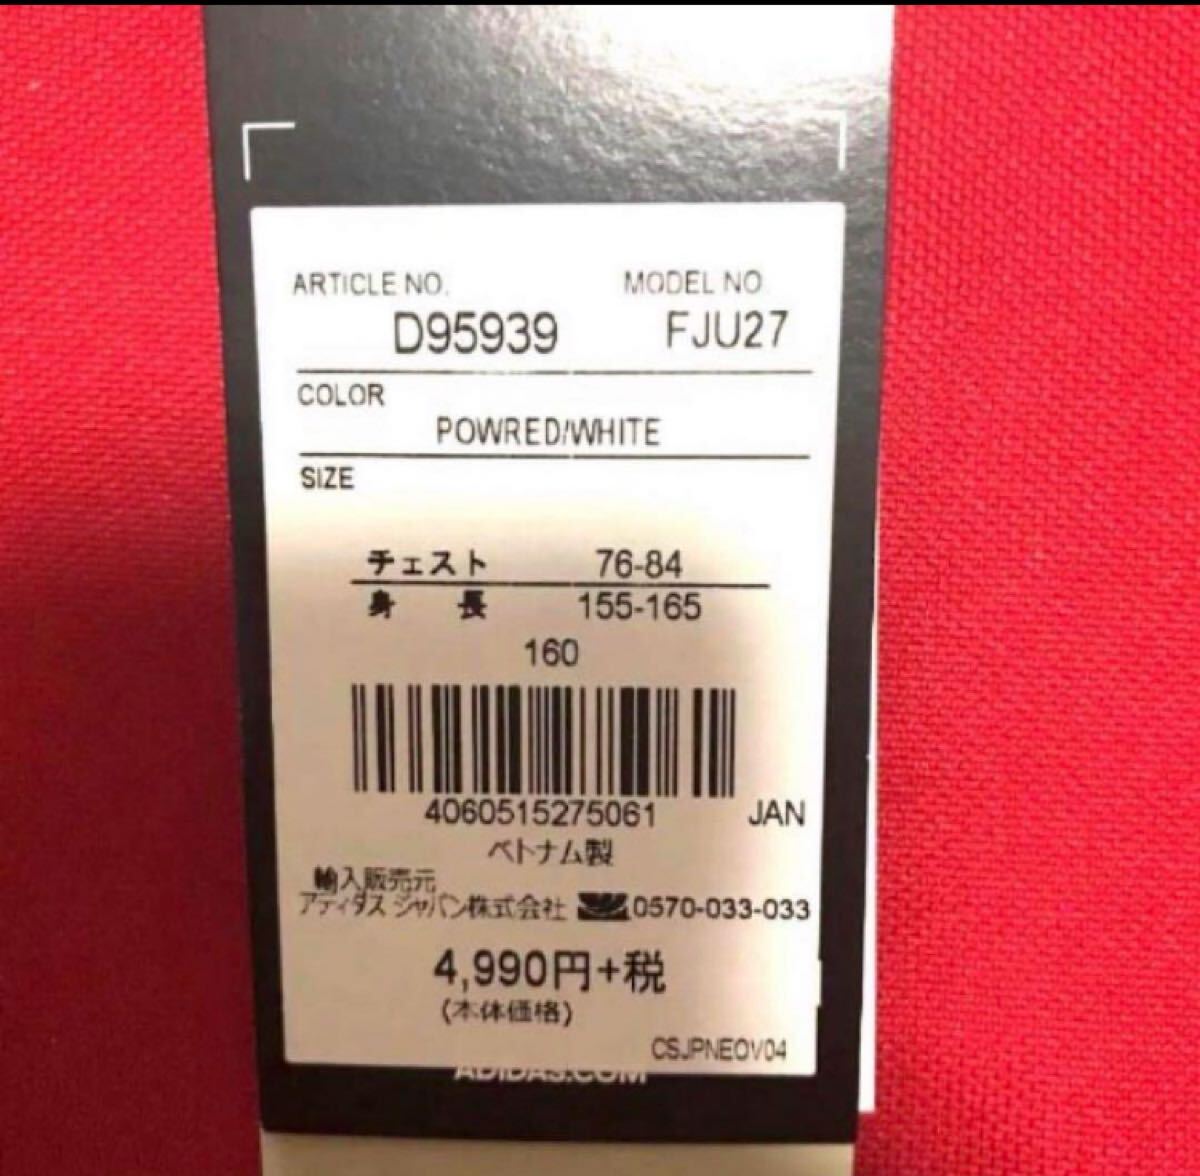 ARTICLE NO. MODEL NO
D95939 FJU27
COLOR
POWRED/WHITE
SIZE
チェスト 76-84
身長 155-165
160
4060515275061 JAN
ベトナム製
輸入販売元
アディダス ジャパン株式会社 0570-033-033
4,990円+税
(本体価格)
CSJPNEOV04
ADIDAS.COM